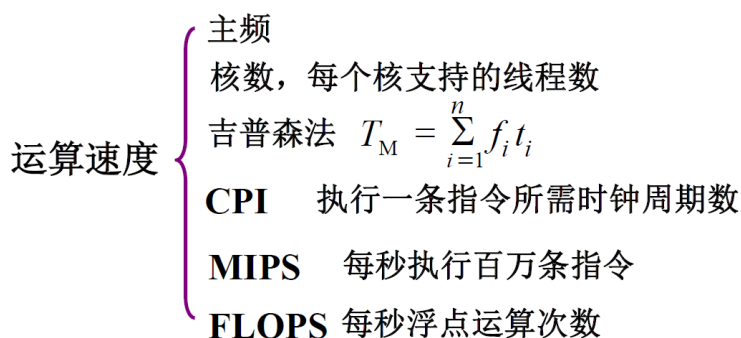 运算速度
主频
核数，每个核支持的线程数
吉普森法 T_M = \sum_{i=1}^{n} f_i t_i
CPI 执行一条指令所需时钟周期数
MIPS 每秒执行百万条指令
FLOPS 每秒浮点运算次数